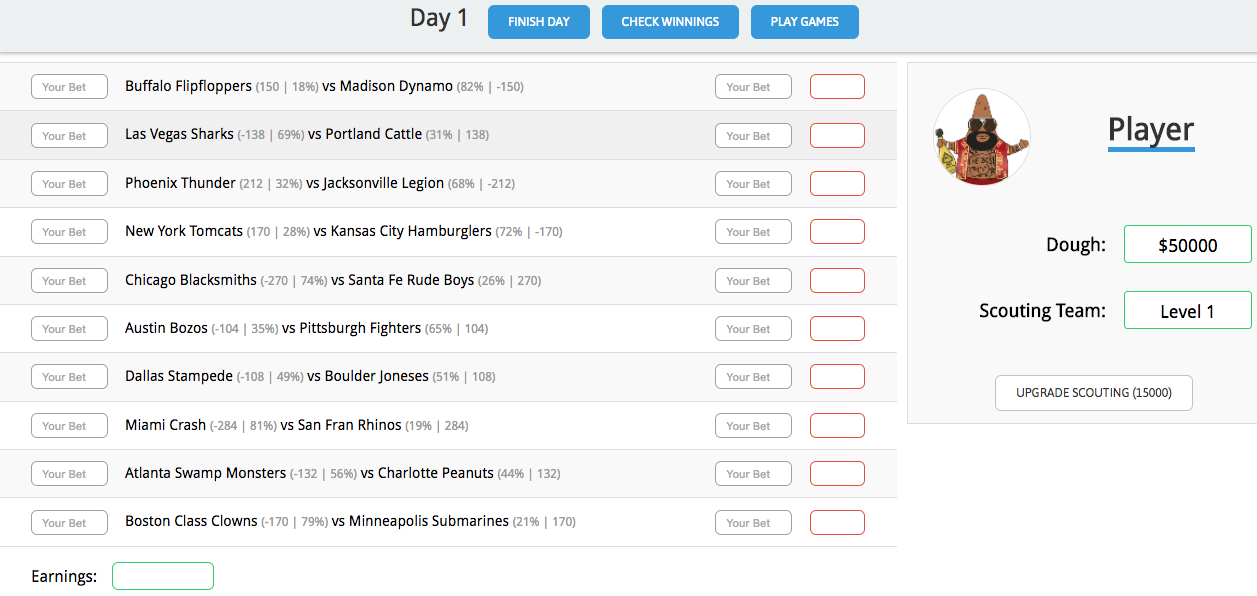 Day 1 FINISH DAY CHECK WINNINGS PLAY GAMES
Your Bet Buffalo Flipfloppers (150 | 18%) vs Madison Dynamo (82% | -150) Your Bet
Your Bet Las Vegas Sharks (-138 | 69%) vs Portland Cattle (31% | 138) Your Bet
Your Bet Phoenix Thunder (212 | 32%) vs Jacksonville Legion (68% | -212) Your Bet
Your Bet New York Tomcats (170 | 28%) vs Kansas City Hamburglers (72% | -170) Your Bet
Your Bet Chicago Blacksmiths (-270 | 74%) vs Santa Fe Rude Boys (26% | 270) Your Bet
Your Bet Austin Bozos (-104 | 35%) vs Pittsburgh Fighters (65% | 104) Your Bet
Your Bet Dallas Stampede (-108 | 49%) vs Boulder Joneses (51% | 108) Your Bet
Your Bet Miami Crash (-284 | 81%) vs San Fran Rhinos (19% | 284) Your Bet
Your Bet Atlanta Swamp Monsters (-132 | 56%) vs Charlotte Peanuts (44% | 132) Your Bet
Your Bet Boston Class Clowns (-170 | 79%) vs Minneapolis Submarines (21% | 170) Your Bet
Earnings:
Player
Dough: $50000
Scouting Team: Level 1
UPGRADE SCOUTING (15000)